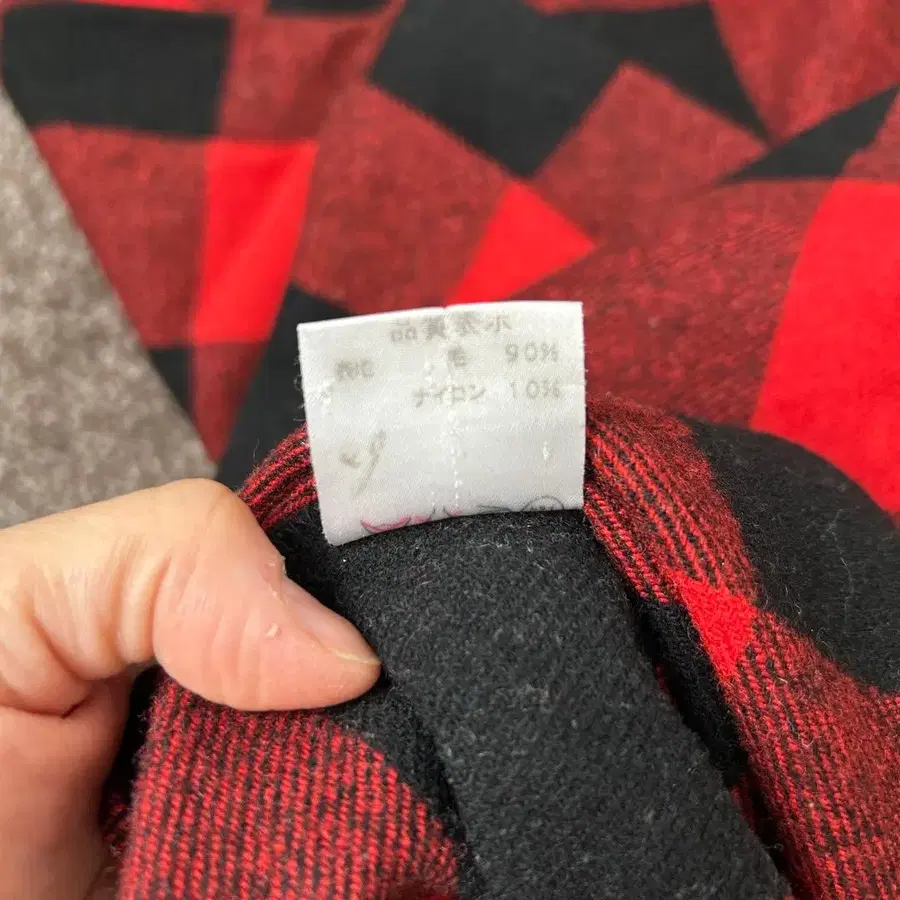 品質表示
表地 毛 90%
ナイロン 10%